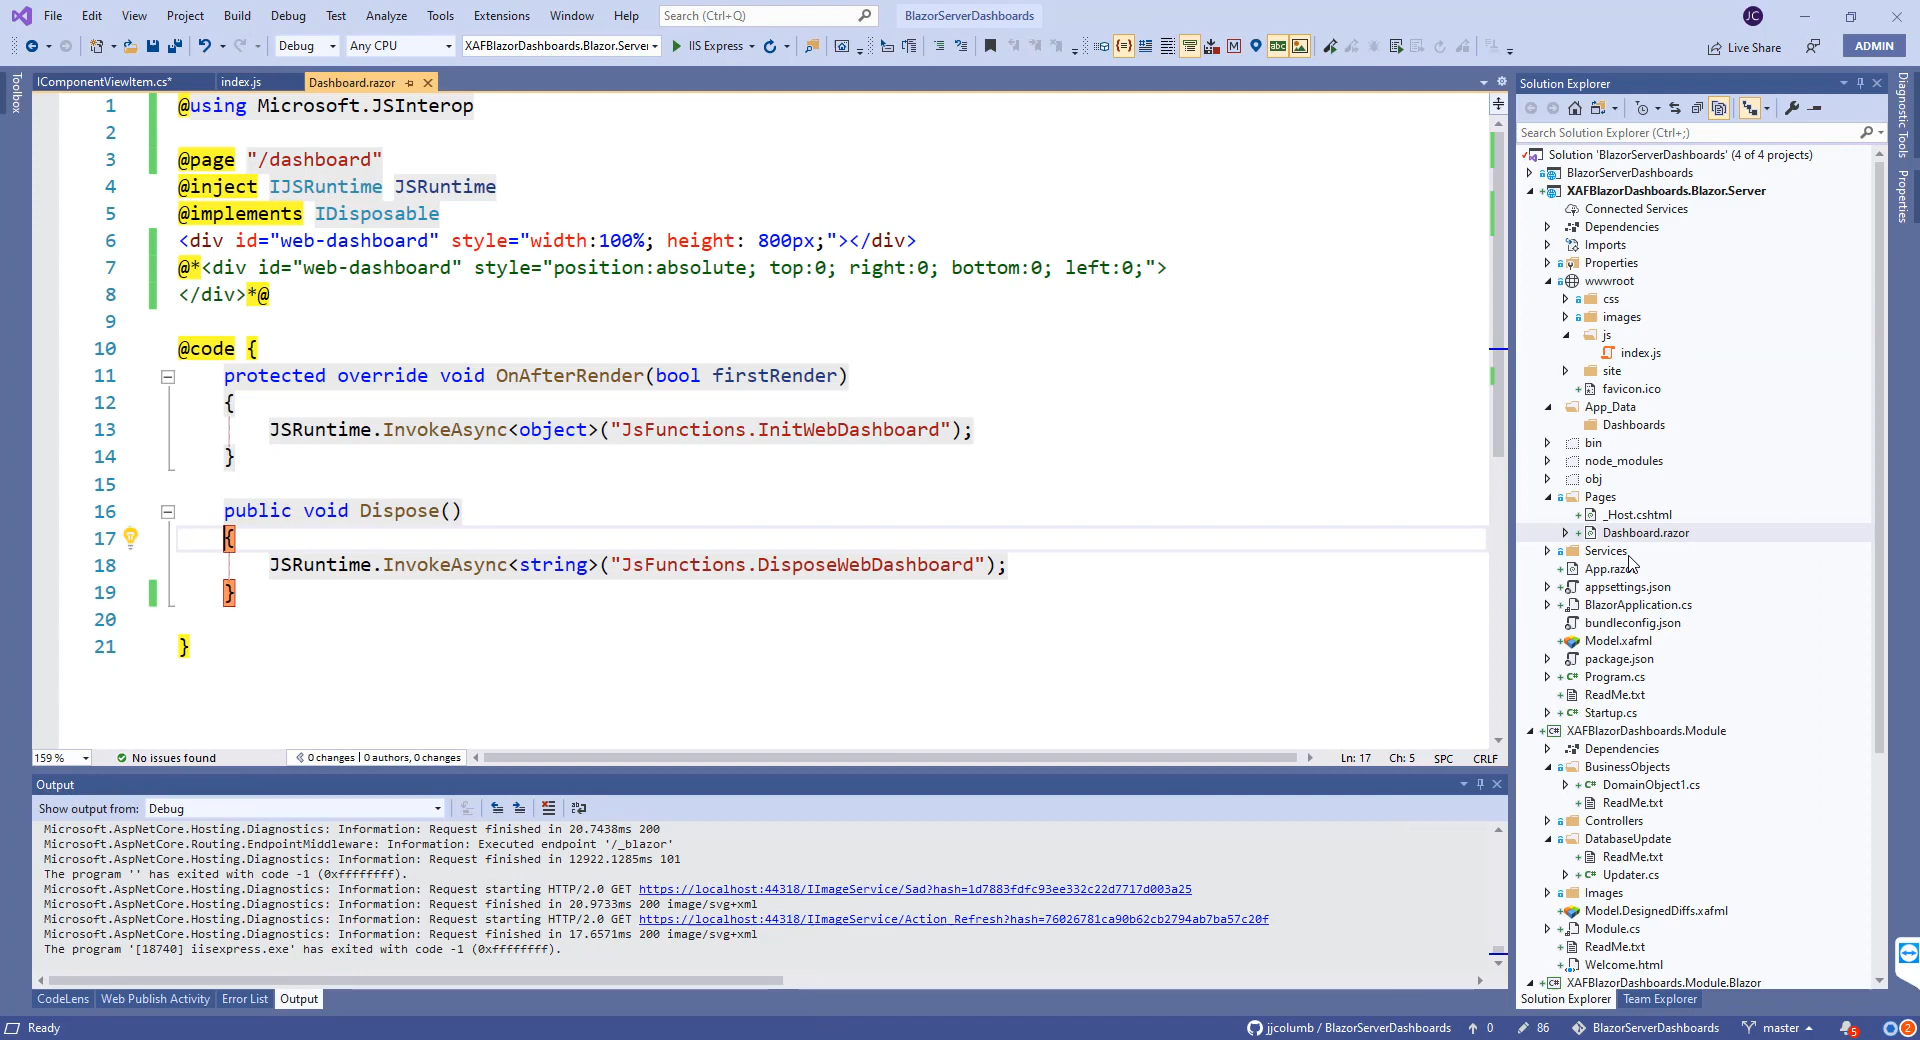 File Edit View Project Build Debug Test Analyze Tools Extensions Window Help Search (Ctrl+Q) BlazorServerDashboards JC
Debug Any CPU XAFBlazorDashboards.Blazor.Server IIS Express Live Share ADMIN
Toolbox
IComponentViewItem.cs* index.js Dashboard.razor
1 @using Microsoft.JSInterop
2
3 @page "/dashboard"
4 @inject IJSRuntime JSRuntime
5 @implements IDisposable
6 <div id="web-dashboard" style="width:100%; height: 800px;"></div>
7 @*<div id="web-dashboard" style="position:absolute; top:0; right:0; bottom:0; left:0;">
8 </div>*@
9
10 @code {
11 protected override void OnAfterRender(bool firstRender)
12 {
13 JSRuntime.InvokeAsync<object>("JsFunctions.InitWebDashboard");
14 }
15
16 public void Dispose()
17 {
18 JSRuntime.InvokeAsync<string>("JsFunctions.DisposeWebDashboard");
19 }
20
21 }
159 % No issues found 0 changes | 0 authors, 0 changes Ln: 17 Ch: 5 SPC CRLF
Output
Show output from: Debug
Microsoft.AspNetCore.Hosting.Diagnostics: Information: Request finished in 20.7438ms 200
Microsoft.AspNetCore.Routing.EndpointMiddleware: Information: Executed endpoint '/_blazor'
Microsoft.AspNetCore.Hosting.Diagnostics: Information: Request finished in 12922.1285ms 101
The program '' has exited with code -1 (0xffffffff).
Microsoft.AspNetCore.Hosting.Diagnostics: Information: Request starting HTTP/2.0 GET https://localhost:44318/IImageService/Sad?hash=1d7883fdfc93ee332c22d7717d003a25
Microsoft.AspNetCore.Hosting.Diagnostics: Information: Request finished in 20.9733ms 200 image/svg+xml
Microsoft.AspNetCore.Hosting.Diagnostics: Information: Request starting HTTP/2.0 GET https://localhost:44318/IImageService/Action_Refresh?hash=76026781ca90b62cb2794ab7ba57c20f
Microsoft.AspNetCore.Hosting.Diagnostics: Information: Request finished in 17.6571ms 200 image/svg+xml
The program '[18740] iisexpress.exe' has exited with code -1 (0xffffffff).
CodeLens Web Publish Activity Error List Output
Solution Explorer
Search Solution Explorer (Ctrl+;)
Solution 'BlazorServerDashboards' (4 of 4 projects)
BlazorServerDashboards
XAFBlazorDashboards.Blazor.Server
Connected Services
Dependencies
Imports
Properties
wwwroot
css
images
js
index.js
site
favicon.ico
App_Data
Dashboards
bin
node_modules
obj
Pages
_Host.cshtml
Dashboard.razor
Services
App.razor
appsettings.json
BlazorApplication.cs
bundleconfig.json
Model.xafml
package.json
Program.cs
ReadMe.txt
Startup.cs
XAFBlazorDashboards.Module
Dependencies
BusinessObjects
DomainObject1.cs
ReadMe.txt
Controllers
DatabaseUpdate
ReadMe.txt
Updater.cs
Images
Model.DesignedDiffs.xafml
Module.cs
ReadMe.txt
Welcome.html
XAFBlazorDashboards.Module.Blazor
Solution Explorer Team Explorer
Diagnostic Tools
Properties
Ready jjcolumb / BlazorServerDashboards 0 86 BlazorServerDashboards master 5 2